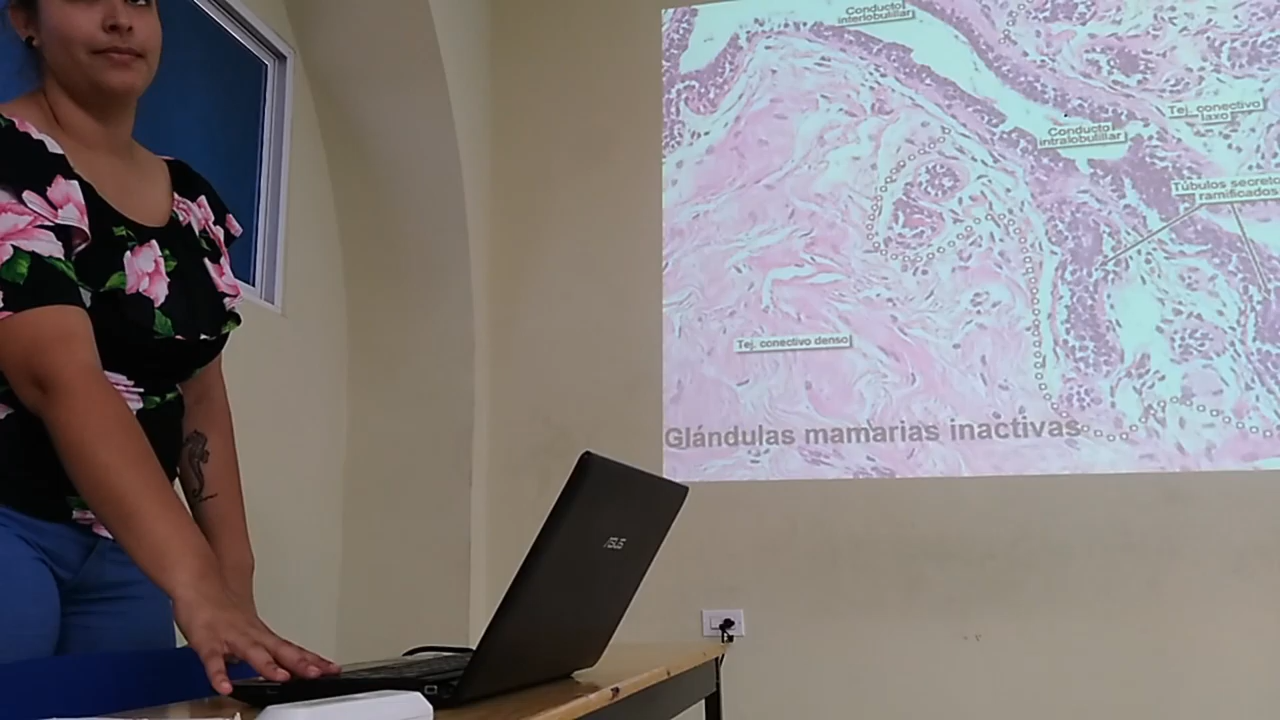 Conducto
interlobulillar
Tej. conectivo
laxo
Conducto
intralobulillar
Túbulos secreto
ramificados
Tej. conectivo denso
Glándulas mamarias inactivas
ASUS